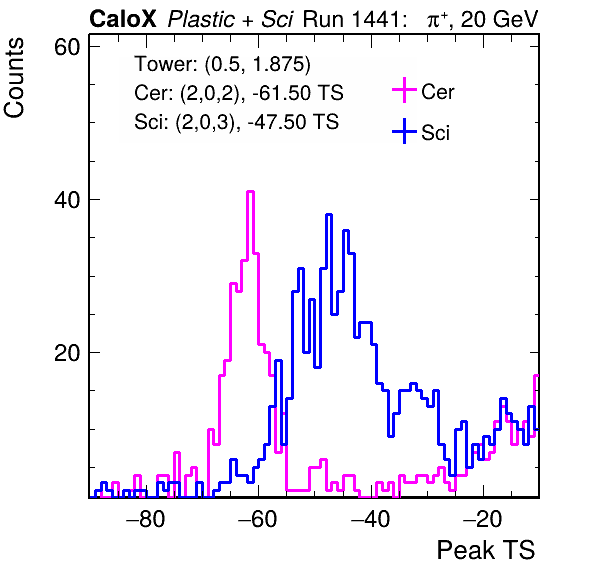 CaloX Plastic + Sci Run 1441: π⁺, 20 GeV
Counts
60
40
20
Tower: (0.5, 1.875)
Cer: (2,0,2), -61.50 TS
Sci: (2,0,3), -47.50 TS
Cer
Sci
−80 −60 −40 −20
Peak TS